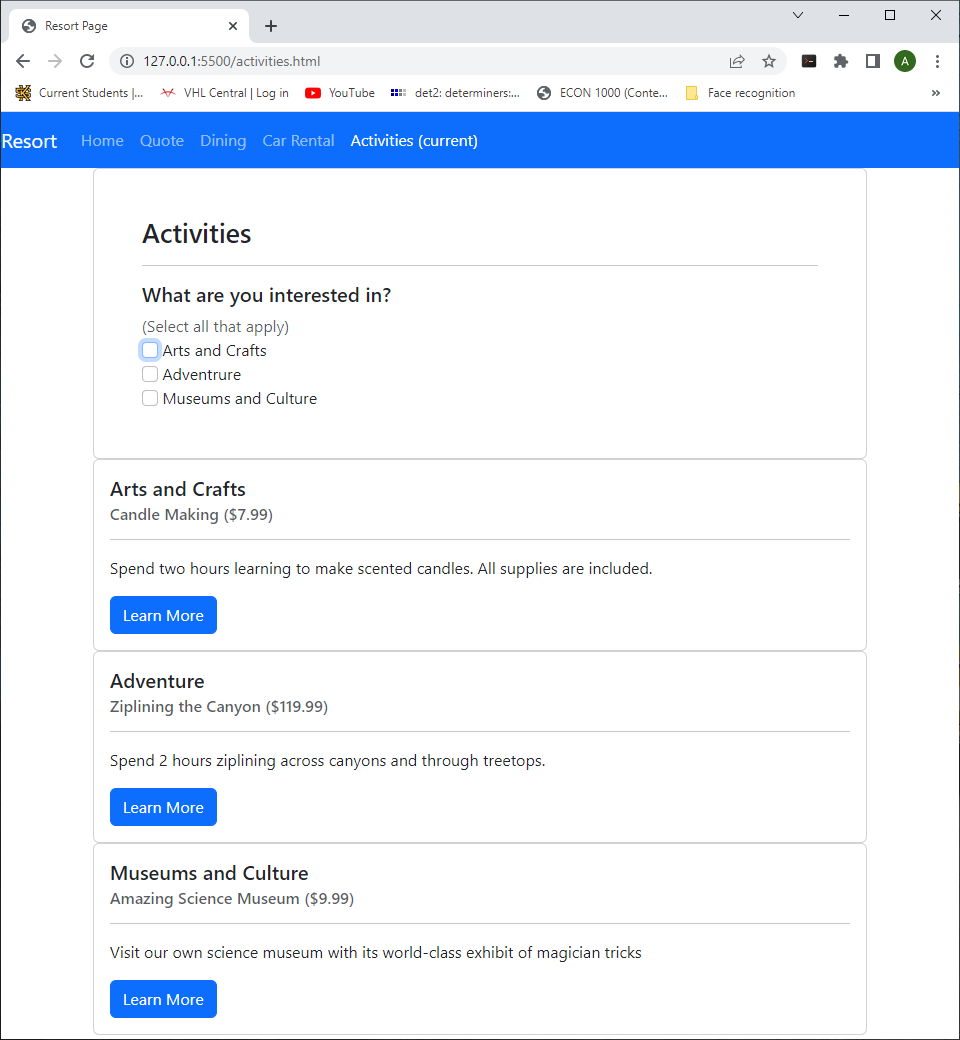 Resort Page
127.0.0.1:5500/activities.html
A
Current Students |... VHL Central | Log in YouTube det2: determiners:... ECON 1000 (Conte... Face recognition »
Resort Home Quote Dining Car Rental Activities (current)
Activities
What are you interested in?
(Select all that apply)
Arts and Crafts
Adventrure
Museums and Culture
Arts and Crafts
Candle Making ($7.99)
Spend two hours learning to make scented candles. All supplies are included.
Learn More
Adventure
Ziplining the Canyon ($119.99)
Spend 2 hours ziplining across canyons and through treetops.
Learn More
Museums and Culture
Amazing Science Museum ($9.99)
Visit our own science museum with its world-class exhibit of magician tricks
Learn More